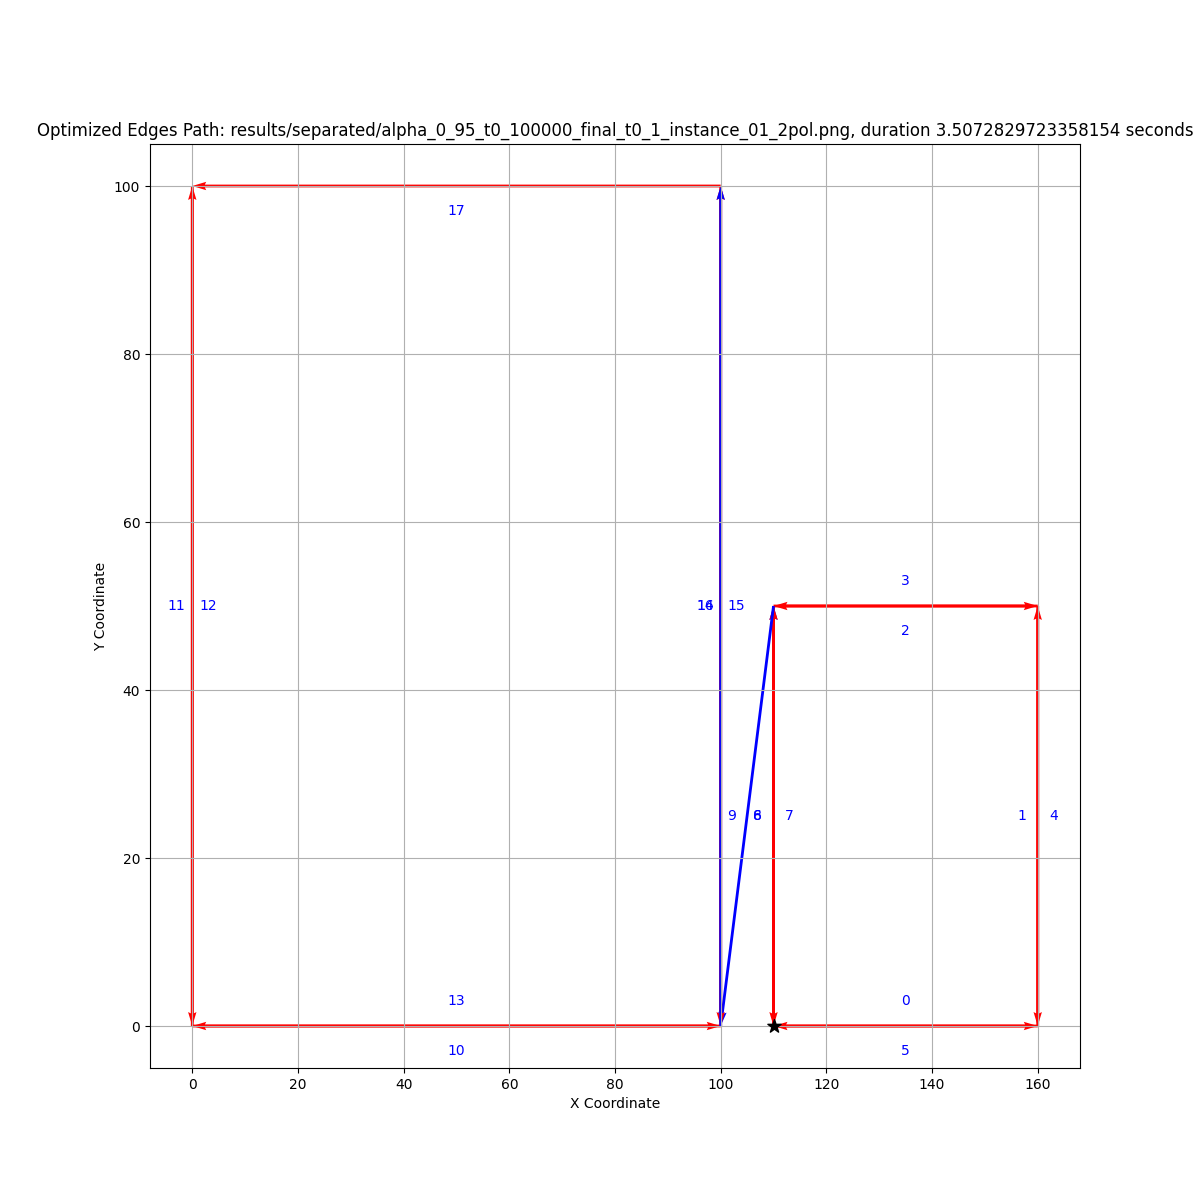 Optimized Edges Path: results/separated/alpha_0_95_t0_100000_final_t0_1_instance_01_2pol.png, duration 3.5072829723358154 seconds
100
17
80
60
3
11 12 15
2
Y Coordinate
40
9 7 1 4
20
13 0
0
10 5
0 20 40 60 80 100 120 140 160
X Coordinate